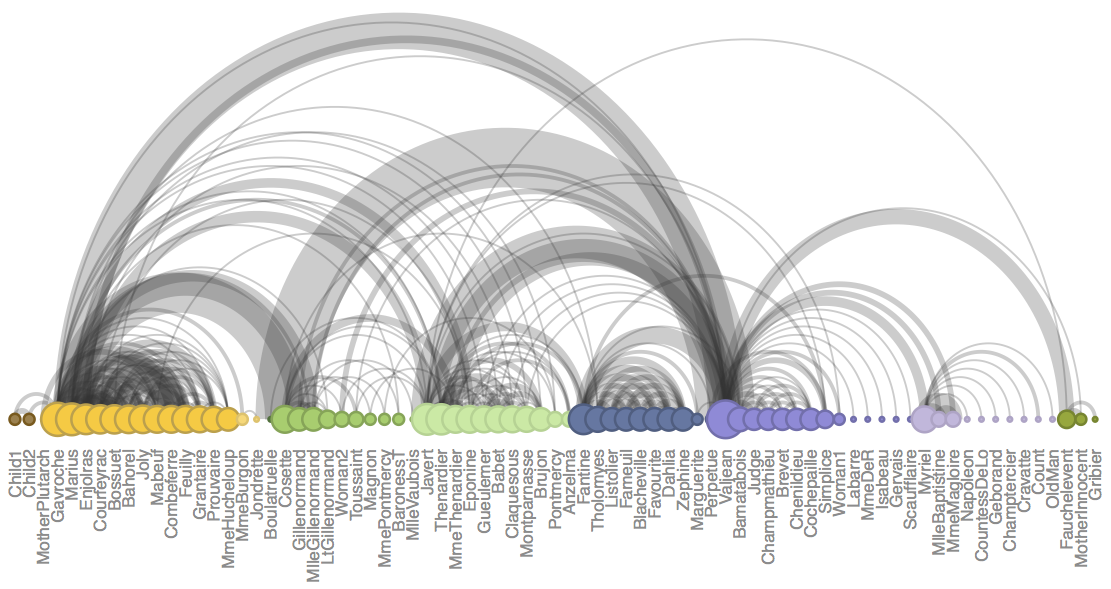 Child1
Child2
MotherPlutarch
Gavroche
Marius
Enjolras
Courfeyrac
Bossuet
Bahorel
Joly
Mabeuf
Combeferre
Feuilly
Grantaire
Prouvaire
MmeHucheloup
MmeBurgon
Jondrette
Boulatruelle
Cosette
Gillenormand
MlleGillenormand
LtGillenormand
Woman2
Toussaint
Magnon
MmePontmercy
BaronessT
MlleVaubois
Javert
Thenardier
MmeThenardier
Eponine
Gueulemer
Babet
Claquesous
Montparnasse
Brujon
Pontmercy
Anzelma
Fantine
Tholomyes
Listolier
Fameuil
Blacheville
Favourite
Dahlia
Zephine
Marguerite
Perpetue
Valjean
Bamatabois
Judge
Champmathieu
Brevet
Chenildieu
Cochepaille
Simplice
Woman1
Labarre
MmeDeR
Isabeau
Gervais
Scaufflaire
Myriel
MlleBaptistine
MmeMagloire
Napoleon
CountessDeLo
Geborand
Champtercier
Cravatte
Count
OldMan
Fauchelevent
MotherInnocent
Gribier